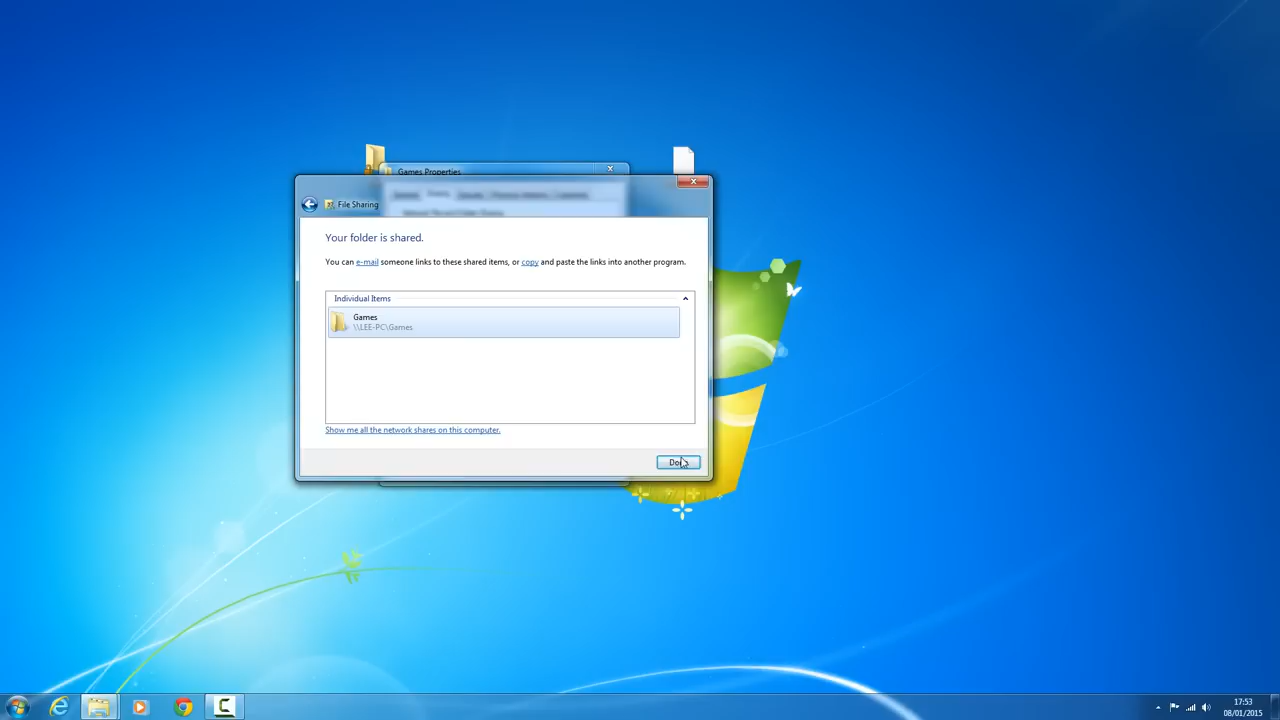 Games Properties
File Sharing
Your folder is shared.
You can e-mail someone links to these shared items, or copy and paste the links into another program.
Individual Items
Games
\\LEE-PC\Games
Show me all the network shares on this computer.
17:53
08/01/2015